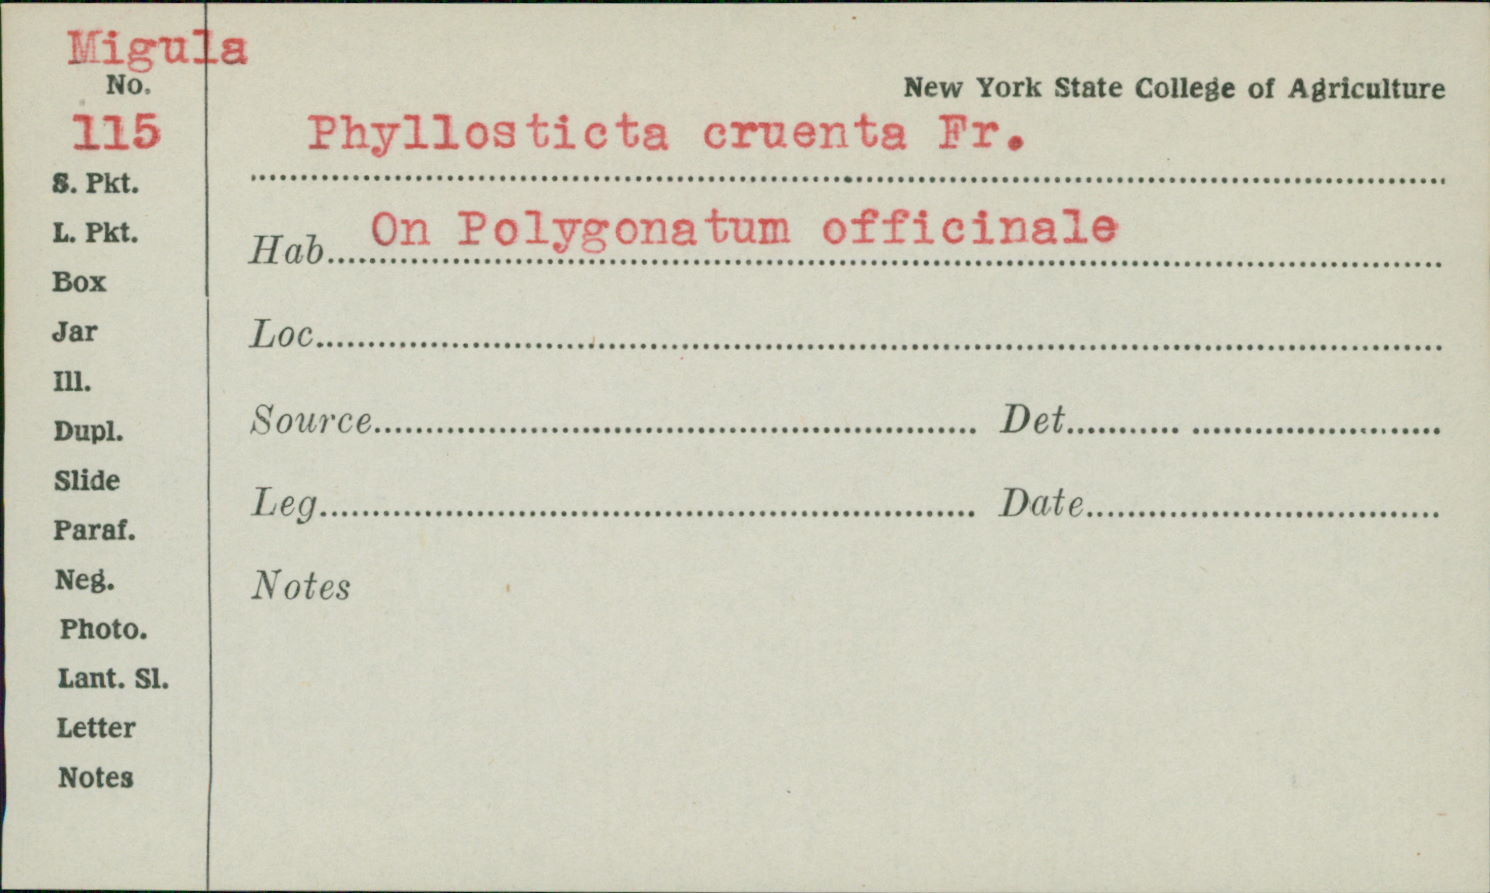 Migula
No.
115
S. Pkt.
L. Pkt.
Box
Jar
Ill.
Dupl.
Slide
Paraf.
Neg.
Photo.
Lant. Sl.
Letter
Notes
New York State College of Agriculture
Phyllosticta cruenta Fr.
Hab. On Polygonatum officinale
Loc.
Source Det.
Leg. Date
Notes